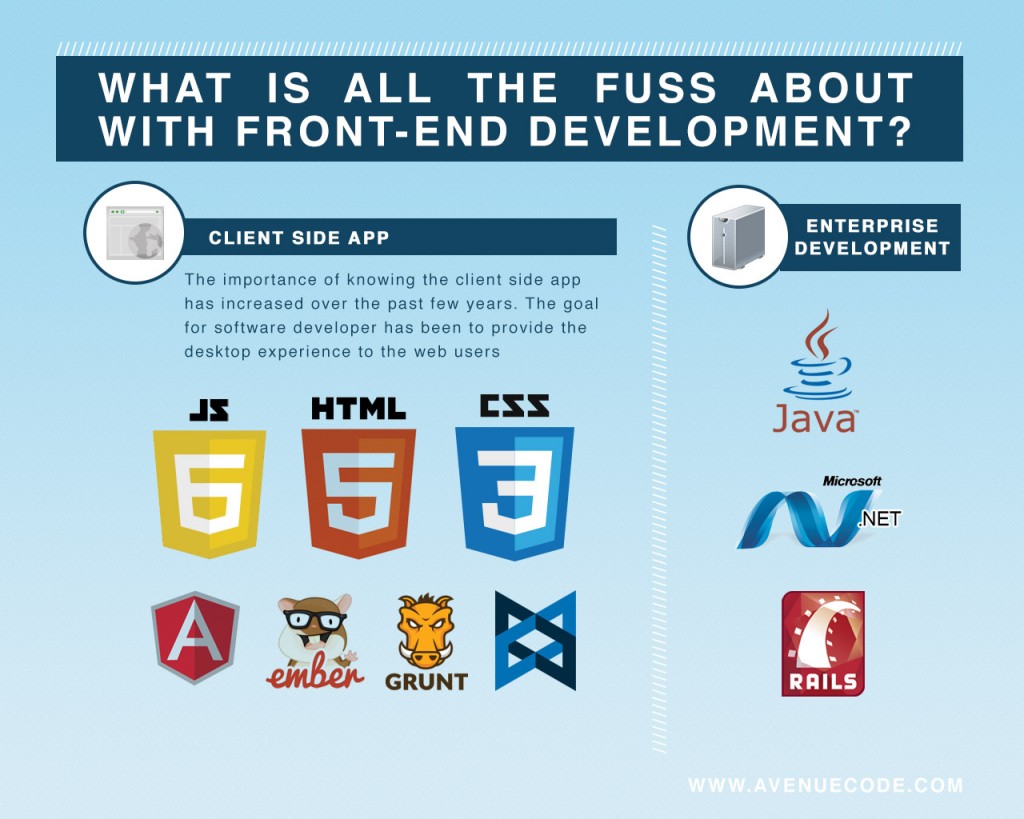 WHAT IS ALL THE FUSS ABOUT
WITH FRONT-END DEVELOPMENT?
CLIENT SIDE APP
The importance of knowing the client side app
has increased over the past few years. The goal
for software developer has been to provide the
desktop experience to the web users
JS
HTML
CSS
6
5
3
A
ember
GRUNT
ENTERPRISE
DEVELOPMENT
Java™
Microsoft
.NET
RAILS
WWW.AVENUECODE.COM